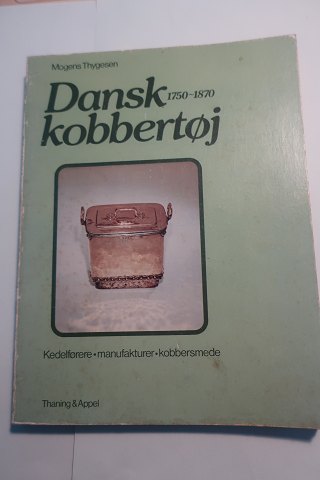 Mogens Thygesen
Dansk 1750-1870
kobbertøj
Kedelførere•manufakturer•kobbersmede
Thaning & Appel